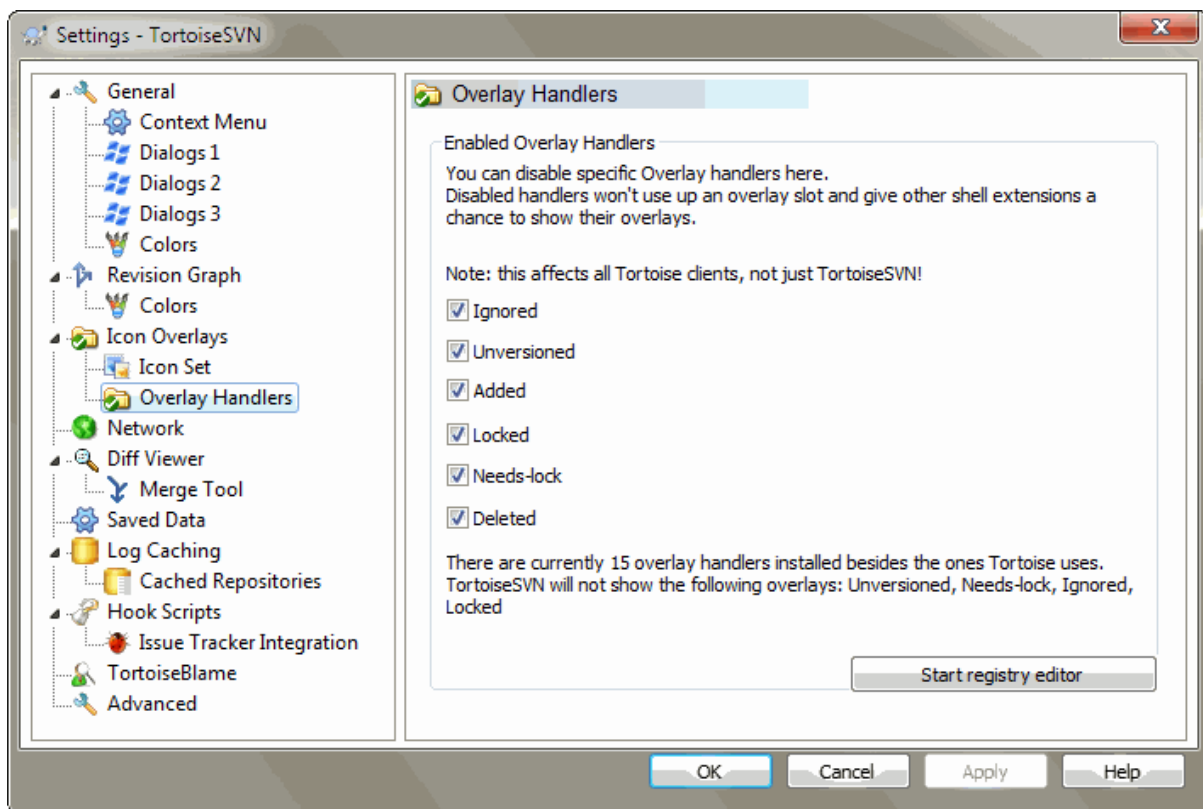 Settings - TortoiseSVN
General
Context Menu
Dialogs 1
Dialogs 2
Dialogs 3
Colors
Revision Graph
Colors
Icon Overlays
Icon Set
Overlay Handlers
Network
Diff Viewer
Merge Tool
Saved Data
Log Caching
Cached Repositories
Hook Scripts
Issue Tracker Integration
TortoiseBlame
Advanced
Overlay Handlers
Enabled Overlay Handlers
You can disable specific Overlay handlers here.
Disabled handlers won't use up an overlay slot and give other shell extensions a
chance to show their overlays.
Note: this affects all Tortoise clients, not just TortoiseSVN!
Ignored
Unversioned
Added
Locked
Needs-lock
Deleted
There are currently 15 overlay handlers installed besides the ones Tortoise uses.
TortoiseSVN will not show the following overlays: Unversioned, Needs-lock, Ignored,
Locked
Start registry editor
OK
Cancel
Apply
Help